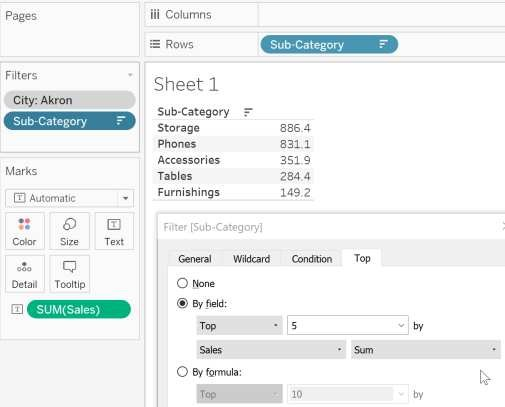 Pages
Columns
Rows
Sub-Category
Filters
City: Akron
Sub-Category
Marks
Automatic
Color
Size
Text
Detail
Tooltip
SUM(Sales)
Sheet 1
Sub-Category
Storage 886.4
Phones 831.1
Accessories 351.9
Tables 284.4
Furnishings 149.2
Filter [Sub-Category]
General Wildcard Condition Top
None
By field:
Top 5 by
Sales Sum
By formula:
Top 10 by